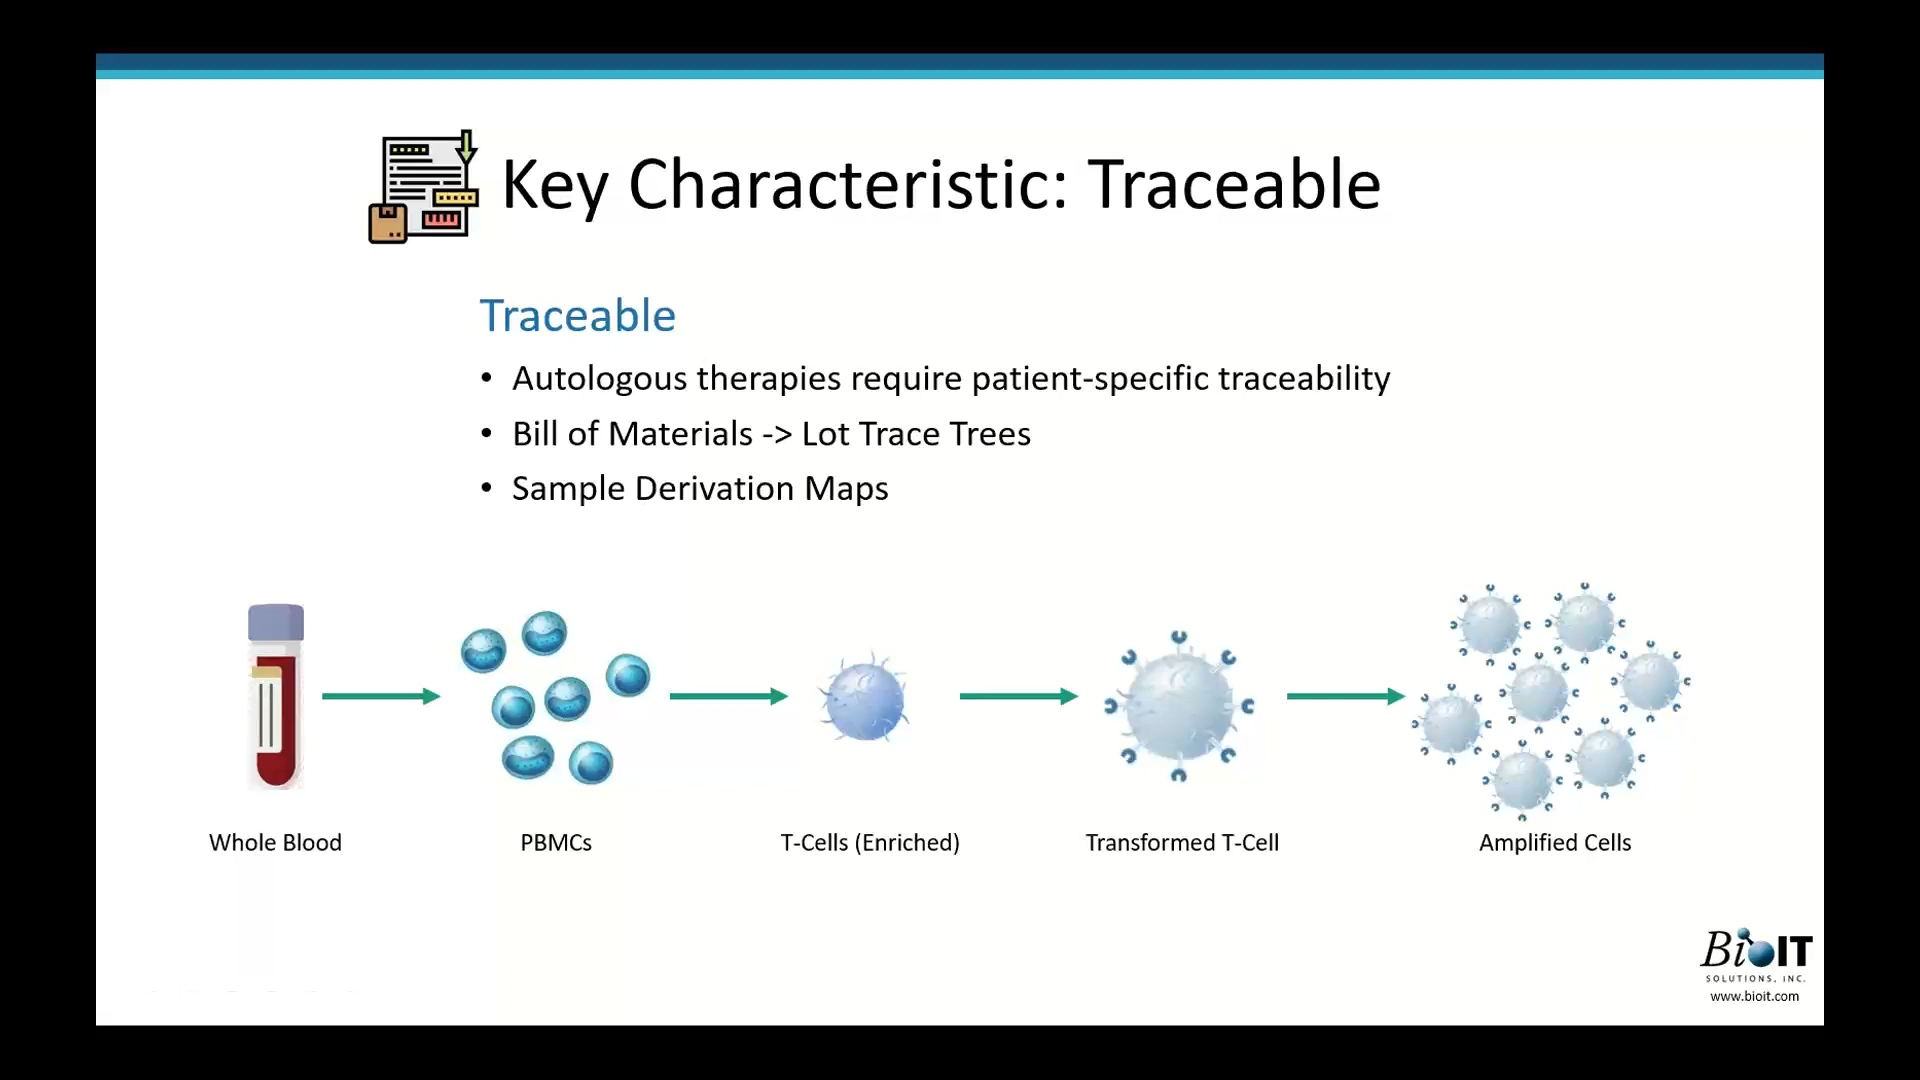 Key Characteristic: Traceable
Traceable
• Autologous therapies require patient-specific traceability
• Bill of Materials -> Lot Trace Trees
• Sample Derivation Maps
Whole Blood
PBMCs
T-Cells (Enriched)
Transformed T-Cell
Amplified Cells
BioIT
SOLUTIONS, INC.
www.bioit.com